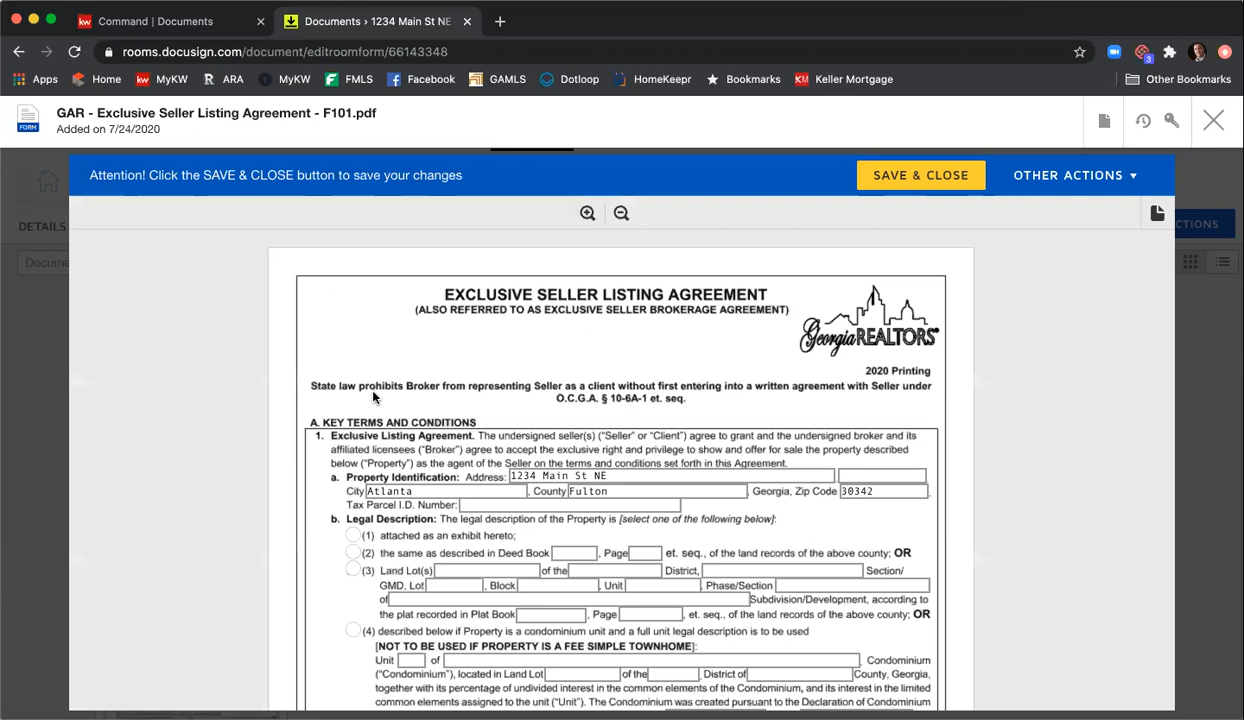 Command | Documents
Documents › 1234 Main St NE
rooms.docusign.com/document/editroomform/66143348
3
Apps
Home
kw MyKW
R ARA
MyKW
FMLS
Facebook
GAMLS
Dotloop
HomeKeepr
Bookmarks
KM Keller Mortgage
Other Bookmarks
GAR - Exclusive Seller Listing Agreement - F101.pdf
FORM
Added on 7/24/2020
Attention! Click the SAVE & CLOSE button to save your changes
SAVE & CLOSE
OTHER ACTIONS
DETAILS
CTIONS
Docume
EXCLUSIVE SELLER LISTING AGREEMENT
(ALSO REFERRED TO AS EXCLUSIVE SELLER BROKERAGE AGREEMENT)
Georgia REALTORS®
2020 Printing
State law prohibits Broker from representing Seller as a client without first entering into a written agreement with Seller under
O.C.G.A. § 10-6A-1 et. seq.
A. KEY TERMS AND CONDITIONS
1. Exclusive Listing Agreement. The undersigned seller(s) (“Seller” or “Client”) agree to grant and the undersigned broker and its
affiliated licensees (“Broker”) agree to accept the exclusive right and privilege to show and offer for sale the property described
below (“Property”) as the agent of the Seller on the terms and conditions set forth in this Agreement.
a. Property Identification: Address: 1234 Main St NE
City Atlanta , County Fulton , Georgia, Zip Code 30342 .
Tax Parcel I.D. Number:
b. Legal Description: The legal description of the Property is [select one of the following below]:
(1) attached as an exhibit hereto;
(2 the same as described in Deed Book , Page et. seq., of the land records of the above county; OR
(3) Land Lot(s) of the District, Section/
GMD, Lot , Block , Unit , Phase/Section
of Subdivision/Development, according to
the plat recorded in Plat Book , Page , et. seq., of the land records of the above county; OR
(4) described below if Property is a condominium unit and a full unit legal description is to be used
[NOT TO BE USED IF PROPERTY IS A FEE SIMPLE TOWNHOME]:
Unit of , Condominium
(“Condominium”), located in Land Lot of the District of County, Georgia,
together with its percentage of undivided interest in the common elements of the Condominium, and its interest in the limited
common elements assigned to the unit (“Unit”). The Condominium was created pursuant to the Declaration of Condominium